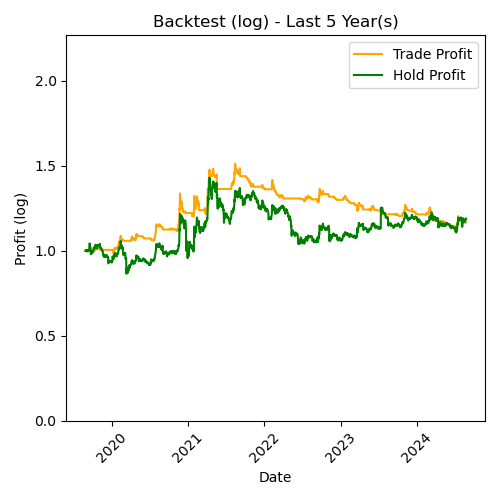 Backtest (log) - Last 5 Year(s)
Trade Profit
Hold Profit
Profit (log)
2.0
1.5
1.0
0.5
0.0
2020
2021
2022
2023
2024
Date